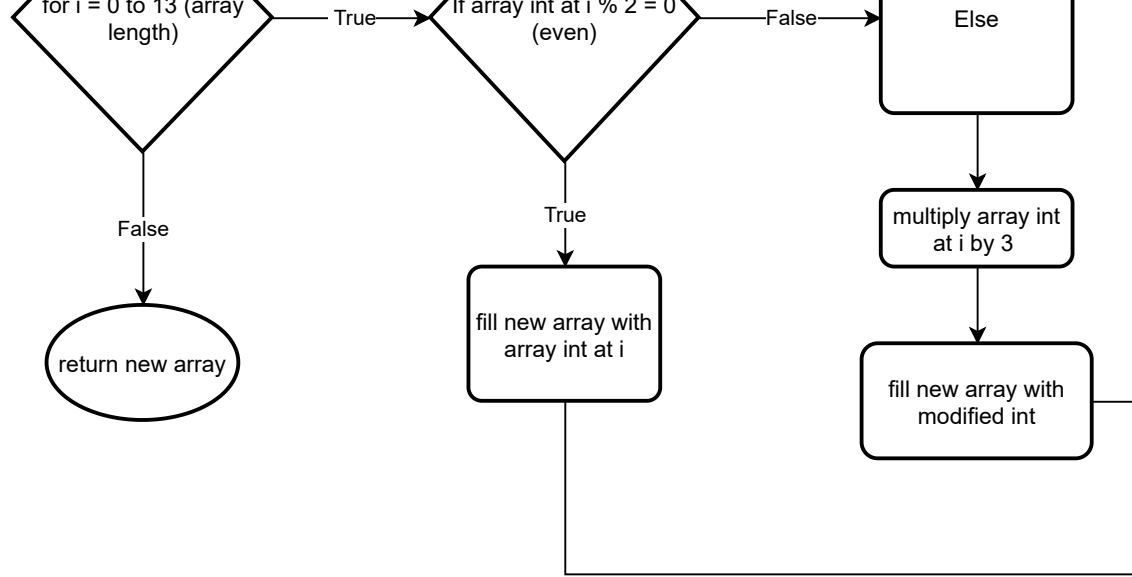 for i = 0 to 13 (array
length)
True
If array int at i % 2 = 0
(even)
False
Else
False
True
multiply array int
at i by 3
fill new array with
array int at i
return new array
fill new array with
modified int